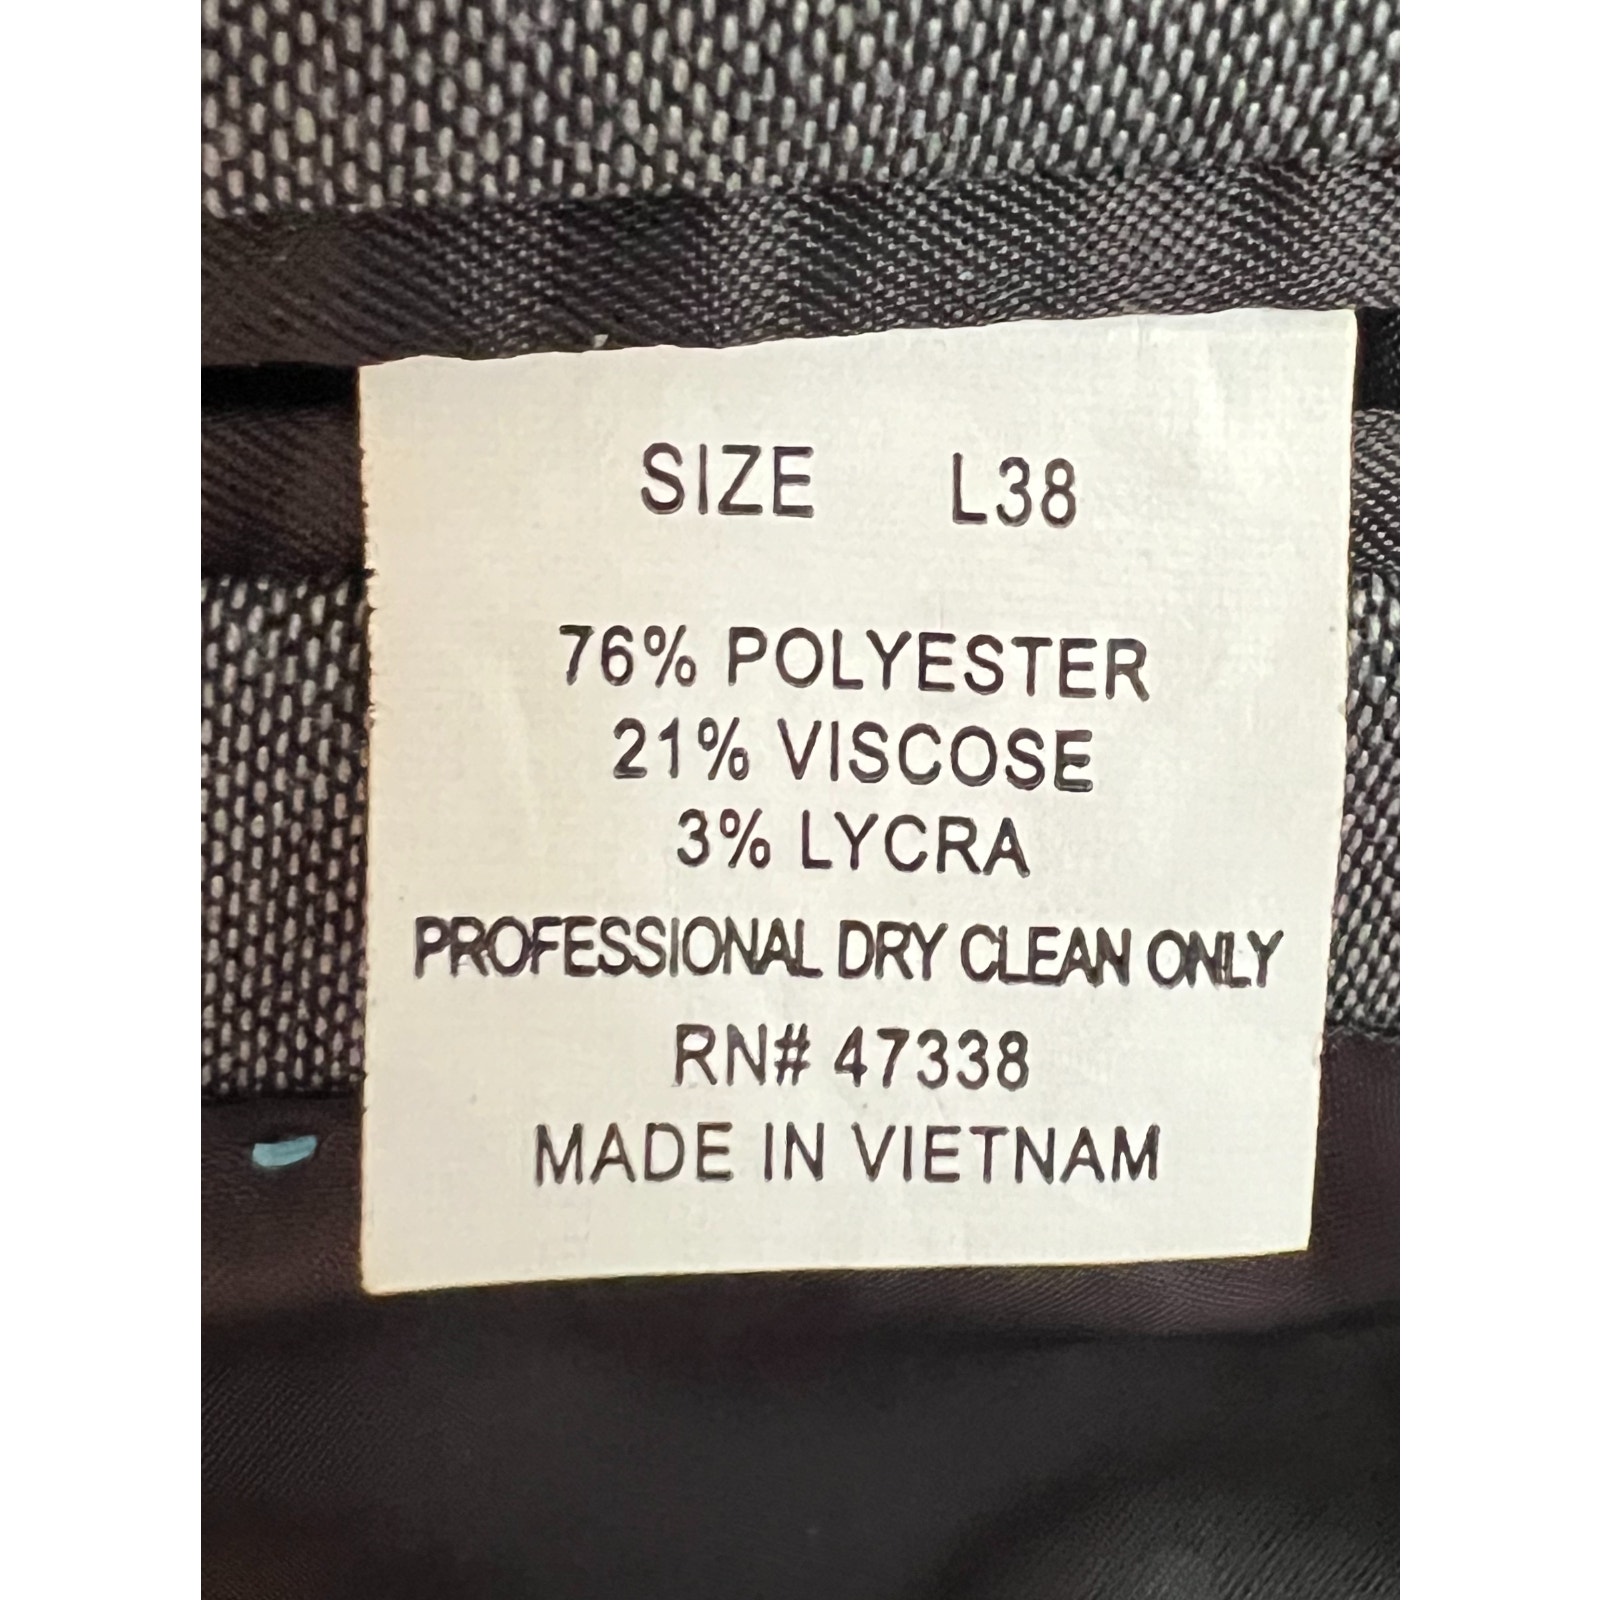 SIZE L38
76% POLYESTER
21% VISCOSE
3% LYCRA
PROFESSIONAL DRY CLEAN ONLY
RN# 47338
MADE IN VIETNAM